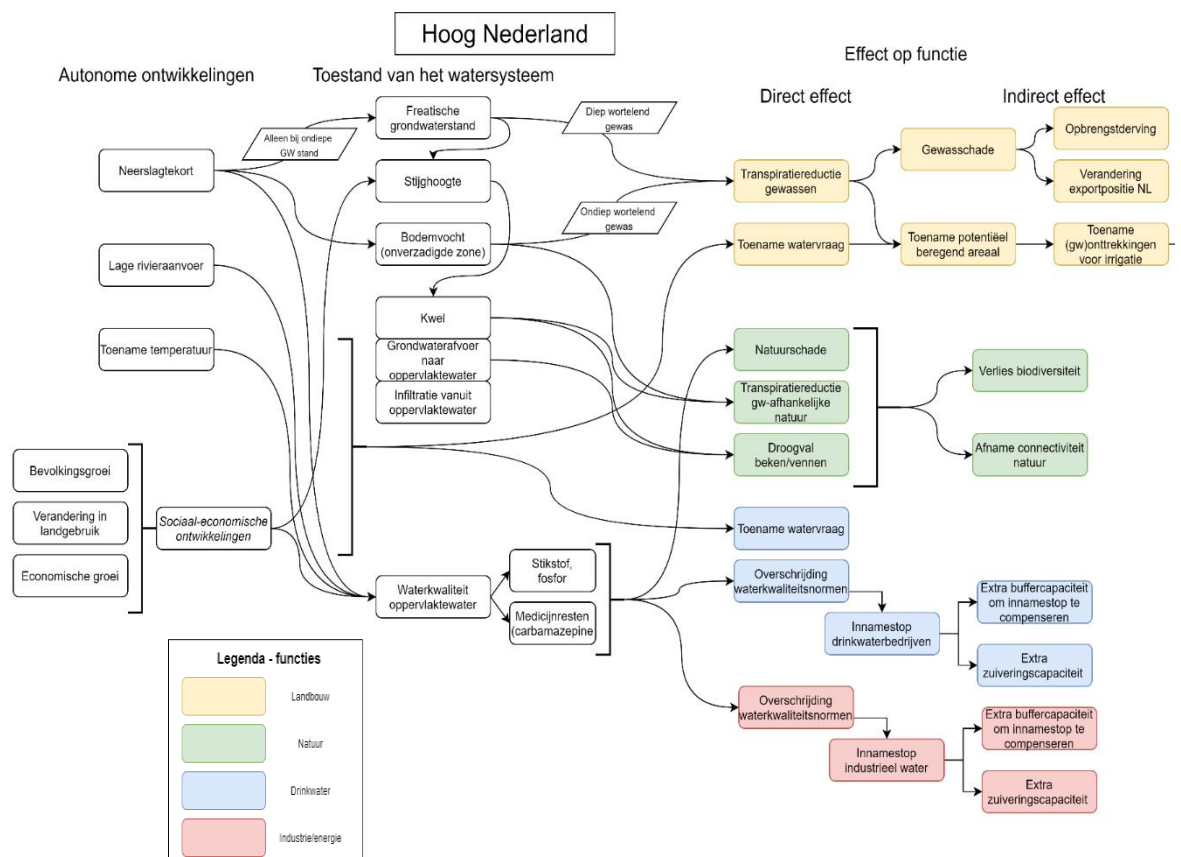 Hoog Nederland
Autonome ontwikkelingen
Toestand van het watersysteem
Effect op functie
Direct effect
Indirect effect
Neerslagtekort
Lage rivieraanvoer
Toename temperatuur
Bevolkingsgroei
Verandering in
landgebruik
Economische groei
Sociaal-economische
ontwikkelingen
Alleen bij ondiepe
GW stand
Freatische
grondwaterstand
Stijghoogte
Bodemvocht
(onverzadigde zone)
Kwel
Grondwaterafvoer
naar
oppervlaktewater
Infiltratie vanuit
oppervlaktewater
Waterkwaliteit
oppervlaktewater
Stikstof,
fosfor
Medicijnresten
(carbamazepine
Diep wortelend
gewas
Ondiep wortelend
gewas
Transpiratiereductie
gewassen
Toename watervraag
Gewasschade
Toename potentiëel
beregend areaal
Opbrengstderving
Verandering
exportpositie NL
Toename
(gw)onttrekkingen
voor irrigatie
Natuurschade
Transpiratiereductie
gw-afhankelijke
natuur
Droogval
beken/vennen
Verlies biodiversiteit
Afname connectiviteit
natuur
Toename watervraag
Overschrijding
waterkwaliteitsnormen
Innamestop
drinkwaterbedrijven
Extra buffercapaciteit
om innamestop te
compenseren
Extra
zuiveringscapaciteit
Overschrijding
waterkwaliteitsnormen
Innamestop
industrieel water
Extra buffercapaciteit
om innamestop te
compenseren
Extra
zuiveringscapaciteit
Legenda - functies
Landbouw
Natuur
Drinkwater
Industrie/energie